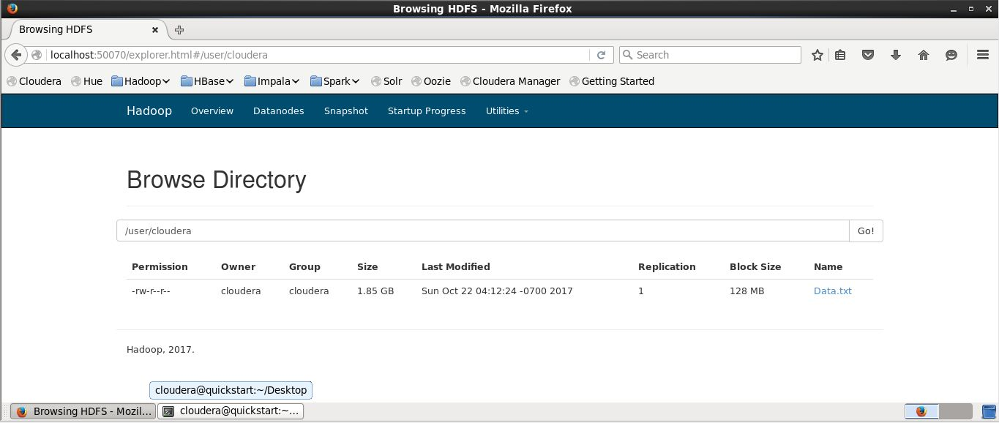 Browsing HDFS - Mozilla Firefox
Browsing HDFS
localhost:50070/explorer.html#/user/cloudera
Search
Cloudera Hue Hadoop HBase Impala Spark Solr Oozie Cloudera Manager Getting Started
Hadoop Overview Datanodes Snapshot Startup Progress Utilities
Browse Directory
/user/cloudera Go!
Permission Owner Group Size Last Modified Replication Block Size Name
-rw-r--r-- cloudera cloudera 1.85 GB Sun Oct 22 04:12:24 -0700 2017 1 128 MB Data.txt
Hadoop, 2017.
cloudera@quickstart:~/Desktop
Browsing HDFS - Mozil... cloudera@quickstart:~...